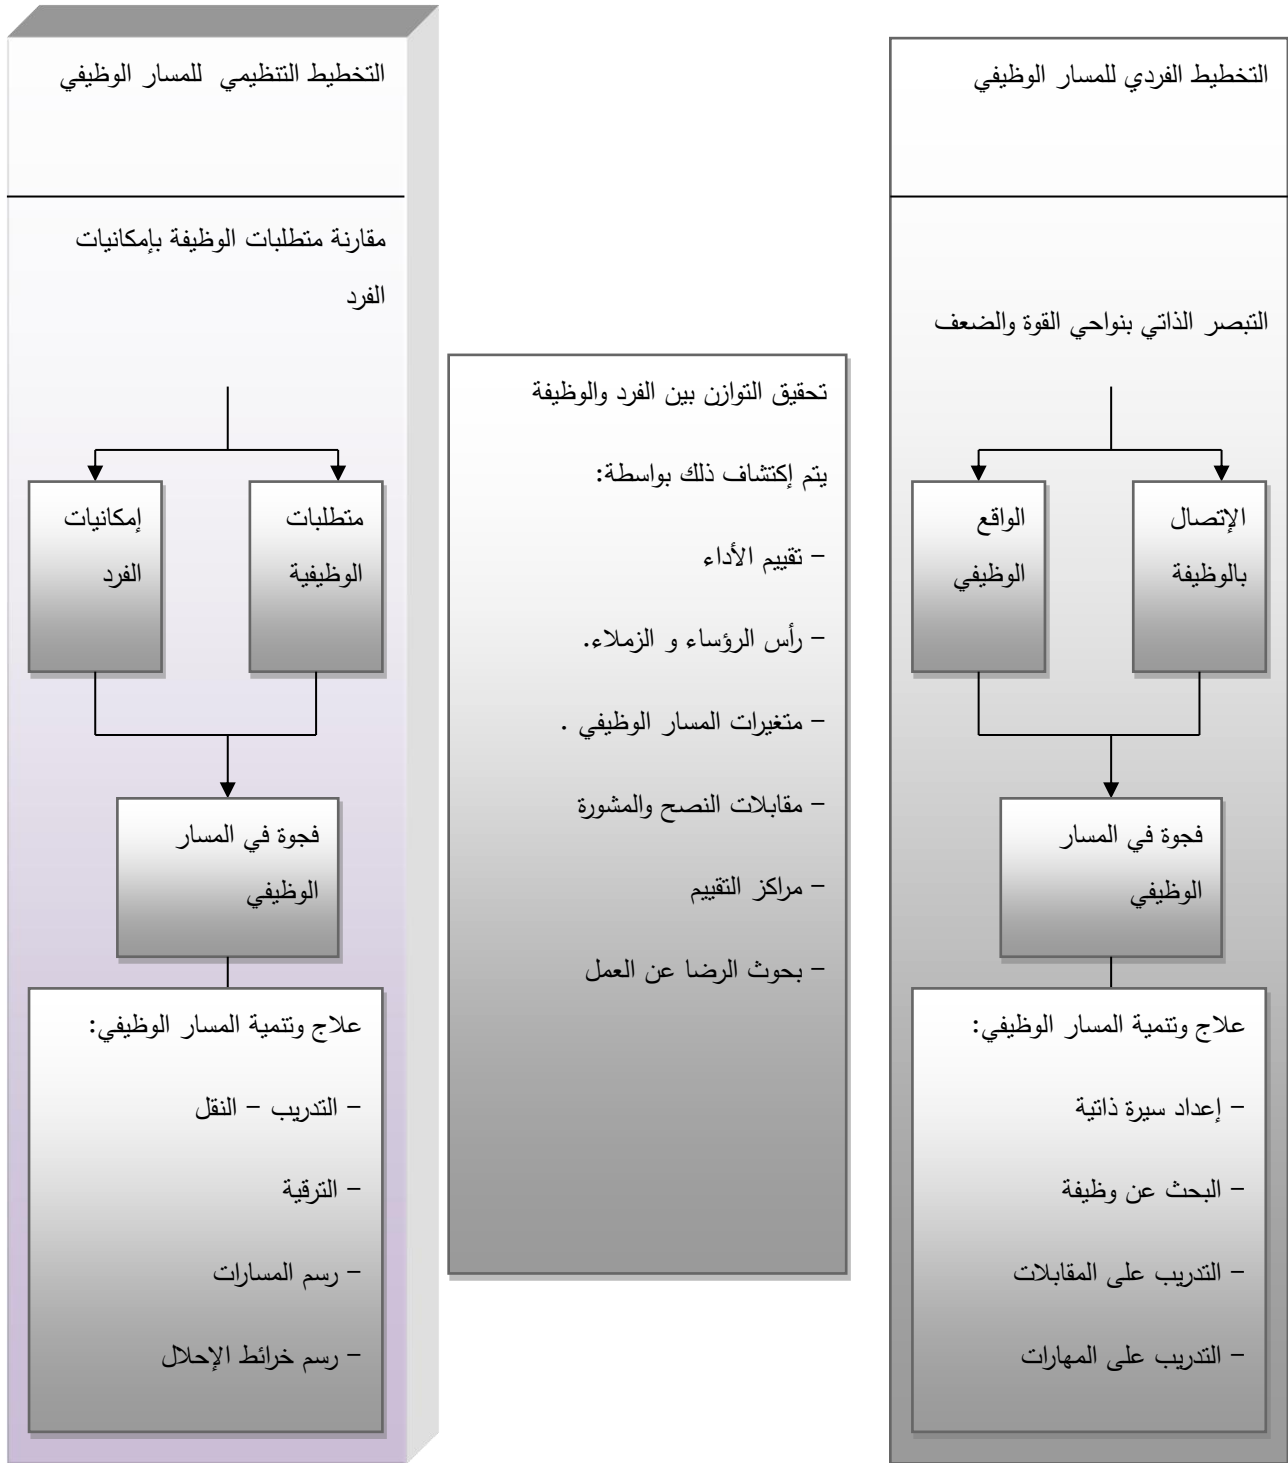 التخطيط الفردي للمسار الوظيفي
التبصر الذاتي بنواحي القوة والضعف
الإتصال
بالوظيفة
الواقع
الوظيفي
فجوة في المسار
الوظيفي
علاج وتنمية المسار الوظيفي:
- إعداد سيرة ذاتية
- البحث عن وظيفة
- التدريب على المقابلات
- التدريب على المهارات
تحقيق التوازن بين الفرد والوظيفة
يتم إكتشاف ذلك بواسطة:
- تقييم الأداء
- رأس الرؤساء و الزملاء.
- متغيرات المسار الوظيفي .
- مقابلات النصح والمشورة
- مراكز التقييم
- بحوث الرضا عن العمل
التخطيط التنظيمي للمسار الوظيفي
مقارنة متطلبات الوظيفة بإمكانيات
الفرد
متطلبات
الوظيفية
إمكانيات
الفرد
فجوة في المسار
الوظيفي
علاج وتنمية المسار الوظيفي:
- التدريب - النقل
- الترقية
- رسم المسارات
- رسم خرائط الإحلال